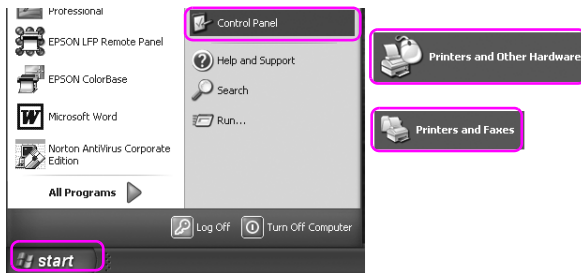 Professional
EPSON LFP Remote Panel
EPSON ColorBase
Microsoft Word
Norton AntiVirus Corporate
Edition
All Programs
Control Panel
Help and Support
Search
Run...
Log Off
Turn Off Computer
start
Printers and Other Hardware
Printers and Faxes